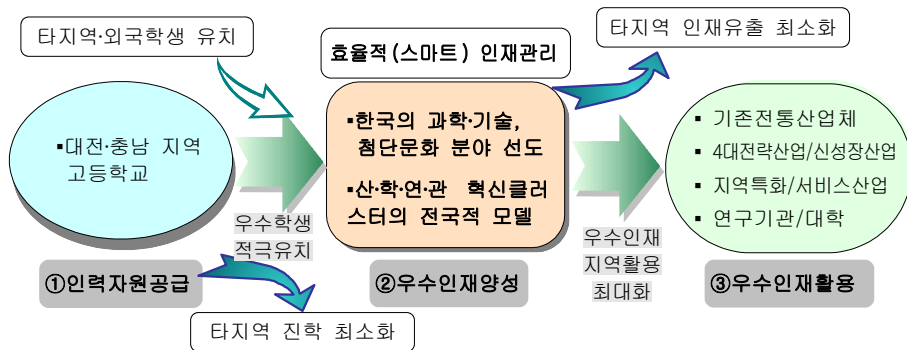 타지역·외국학생 유치
효율적(스마트) 인재관리
타지역 인재유출 최소화
▪대전·충남 지역
고등학교
▪한국의 과학·기술,
첨단문화 분야 선도
▪산·학·연·관 혁신클러
스터의 전국적 모델
▪ 기존전통산업체
▪ 4대전략산업/신성장산업
▪ 지역특화/서비스산업
▪ 연구기관/대학
우수학생
적극유치
우수인재
지역활용
최대화
①인력자원공급
②우수인재양성
③우수인재활용
타지역 진학 최소화